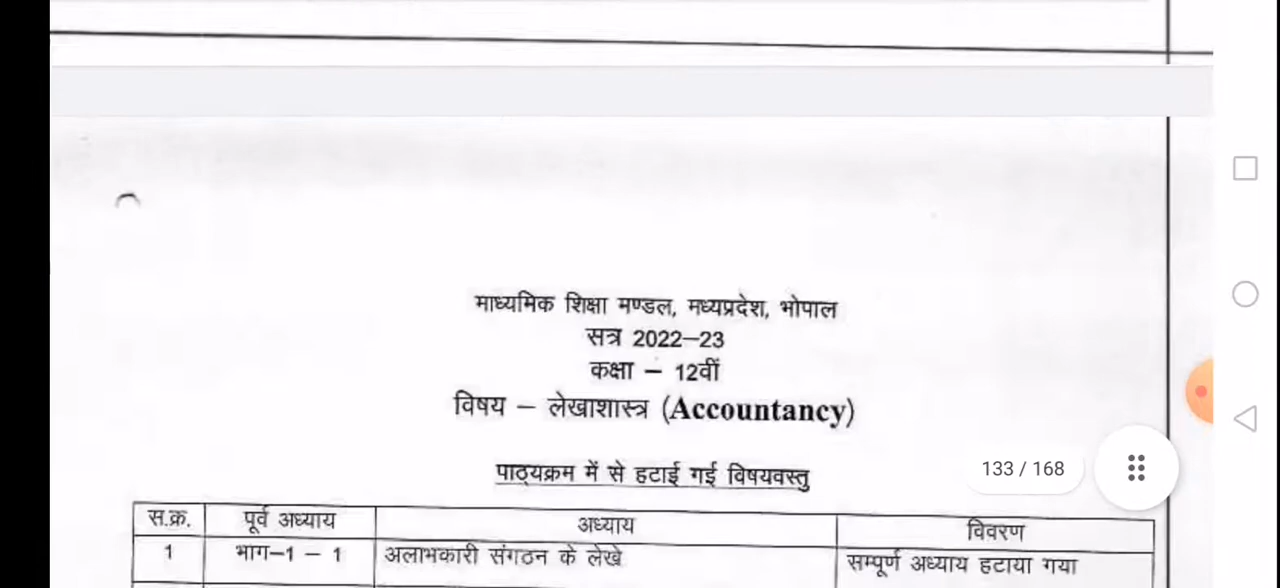 माध्यमिक शिक्षा मण्डल, मध्यप्रदेश, भोपाल
सत्र 2022–23
कक्षा – 12वीं
विषय – लेखाशास्त्र (Accountancy)
133 / 168
पाठ्यक्रम में से हटाई गई विषयवस्तु
स.क्र. पूर्व अध्याय अध्याय विवरण
1 भाग–1 – 1 अलाभकारी संगठन के लेखे सम्पूर्ण अध्याय हटाया गया